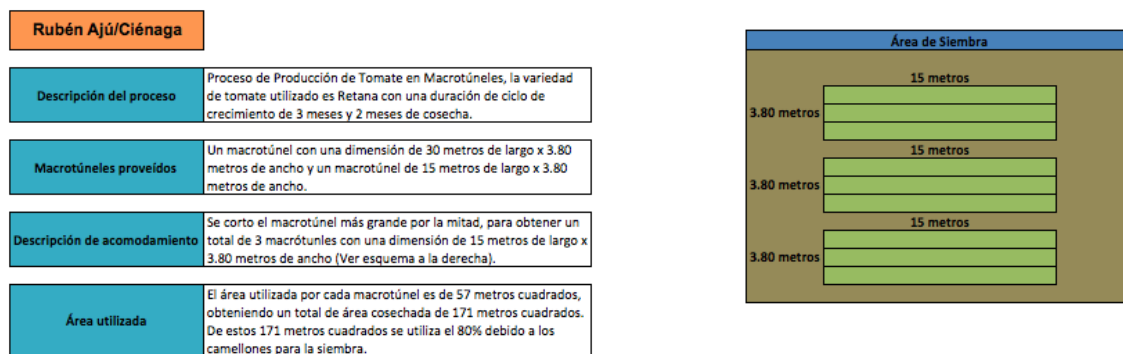 Rubén Ajú/Ciénaga
Descripción del proceso
Proceso de Producción de Tomate en Macrotúneles, la variedad
de tomate utilizado es Retana con una duración de ciclo de
crecimiento de 3 meses y 2 meses de cosecha.
Macrotúneles proveídos
Un macrotúnel con una dimensión de 30 metros de largo x 3.80
metros de ancho y un macrotúnel de 15 metros de largo x 3.80
metros de ancho.
Descripción de acomodamiento
Se corto el macrotúnel más grande por la mitad, para obtener un
total de 3 macrótunles con una dimensión de 15 metros de largo x
3.80 metros de ancho (Ver esquema a la derecha).
Área utilizada
El área utilizada por cada macrotúnel es de 57 metros cuadrados,
obteniendo un total de área cosechada de 171 metros cuadrados.
De estos 171 metros cuadrados se utiliza el 80% debido a los
camellones para la siembra.
Área de Siembra
15 metros
3.80 metros
15 metros
3.80 metros
15 metros
3.80 metros